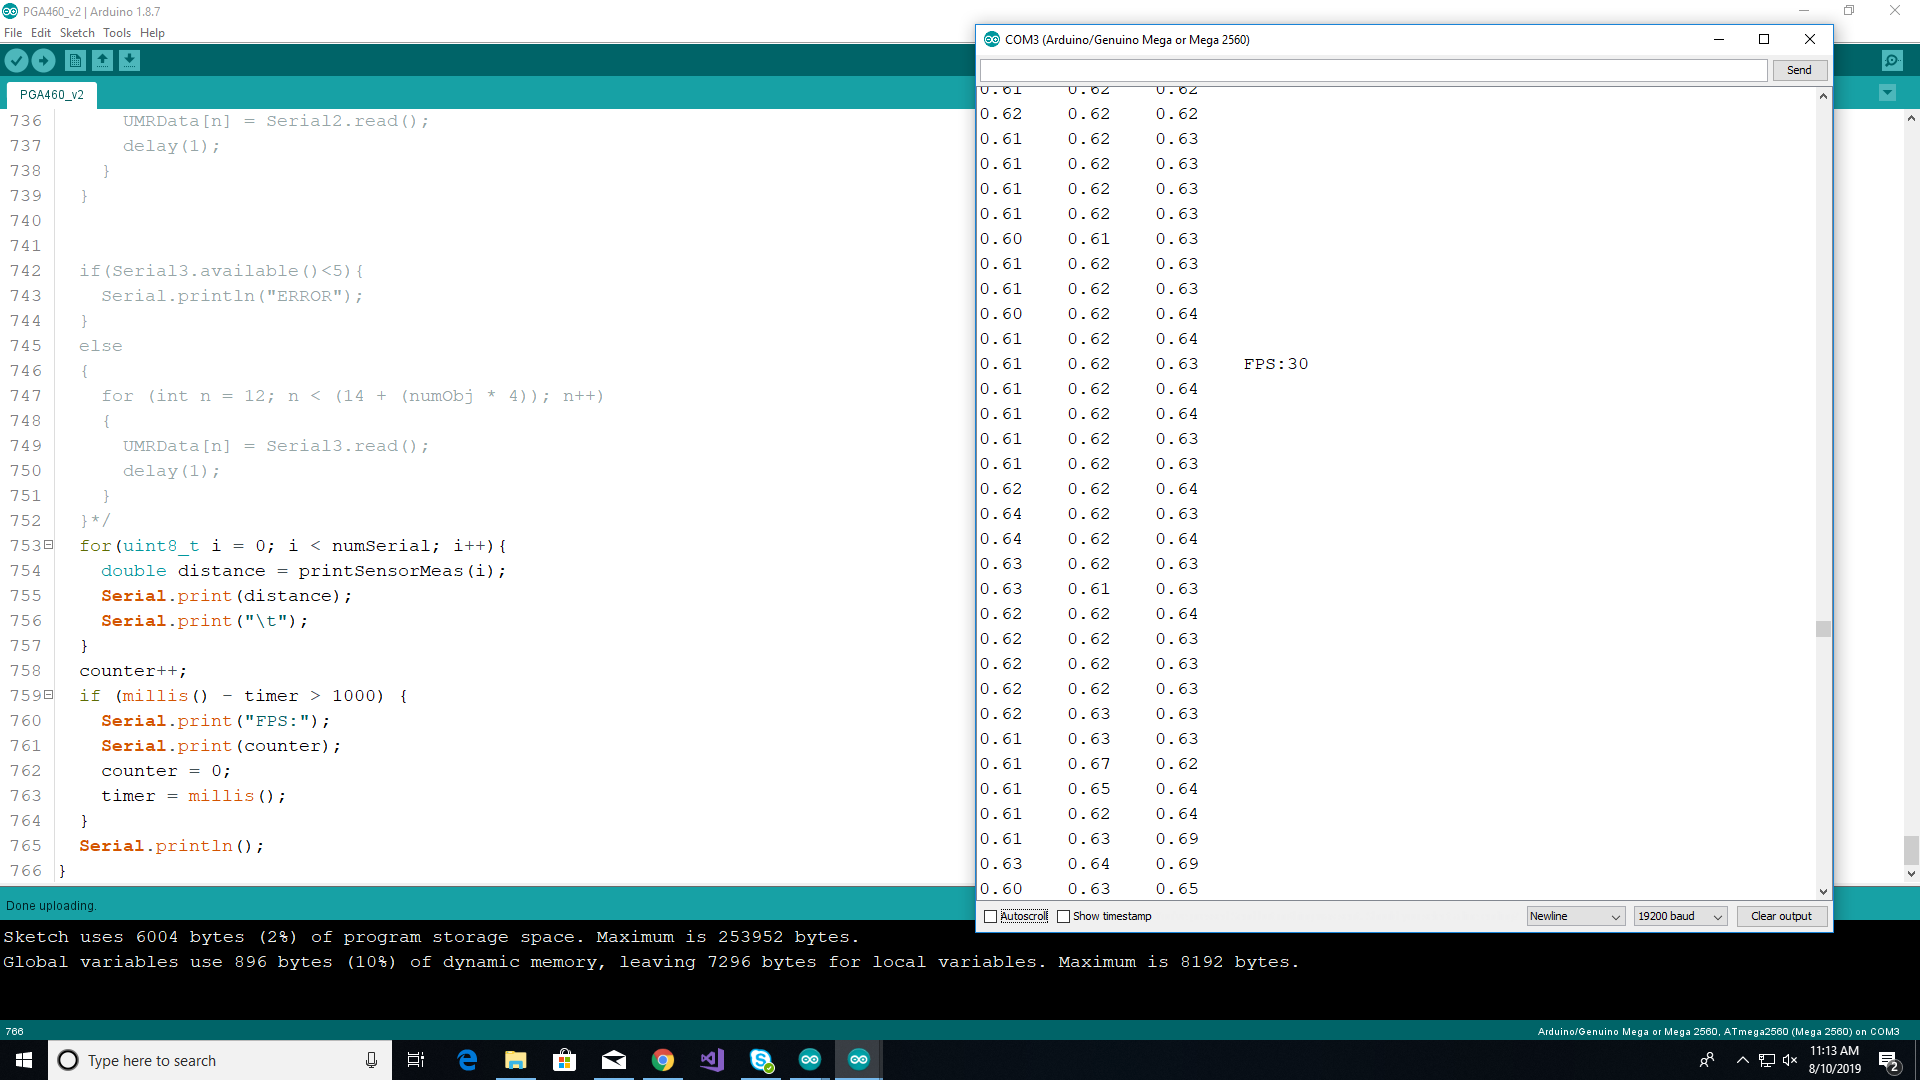 PGA460_v2 | Arduino 1.8.7
File Edit Sketch Tools Help
PGA460_v2
736 UMRData[n] = Serial2.read();
737 delay(1);
738 }
739 }
740
741
742 if(Serial3.available()<5){
743 Serial.println("ERROR");
744 }
745 else
746 {
747 for (int n = 12; n < (14 + (numObj * 4)); n++)
748 {
749 UMRData[n] = Serial3.read();
750 delay(1);
751 }
752 }*/
753 for(uint8_t i = 0; i < numSerial; i++){
754 double distance = printSensorMeas(i);
755 Serial.print(distance);
756 Serial.print("\t");
757 }
758 counter++;
759 if (millis() - timer > 1000) {
760 Serial.print("FPS:");
761 Serial.print(counter);
762 counter = 0;
763 timer = millis();
764 }
765 Serial.println();
766 }
COM3 (Arduino/Genuino Mega or Mega 2560)
Send
0.61 0.62 0.62
0.62 0.62 0.62
0.61 0.62 0.63
0.61 0.62 0.63
0.61 0.62 0.63
0.61 0.62 0.63
0.60 0.61 0.63
0.61 0.62 0.63
0.61 0.62 0.63
0.60 0.62 0.64
0.61 0.62 0.64
0.61 0.62 0.63 FPS:30
0.61 0.62 0.64
0.61 0.62 0.64
0.61 0.62 0.63
0.61 0.62 0.63
0.62 0.62 0.64
0.64 0.62 0.63
0.64 0.62 0.64
0.63 0.62 0.63
0.63 0.61 0.63
0.62 0.62 0.64
0.62 0.62 0.63
0.62 0.62 0.63
0.62 0.62 0.63
0.62 0.63 0.63
0.61 0.63 0.63
0.61 0.67 0.62
0.61 0.65 0.64
0.61 0.62 0.64
0.61 0.63 0.69
0.63 0.64 0.69
0.60 0.63 0.65
Autoscroll Show timestamp Newline 19200 baud Clear output
Done uploading.
Sketch uses 6004 bytes (2%) of program storage space. Maximum is 253952 bytes.
Global variables use 896 bytes (10%) of dynamic memory, leaving 7296 bytes for local variables. Maximum is 8192 bytes.
766 Arduino/Genuino Mega or Mega 2560, ATmega2560 (Mega 2560) on COM3
Type here to search
11:13 AM
8/10/2019
2